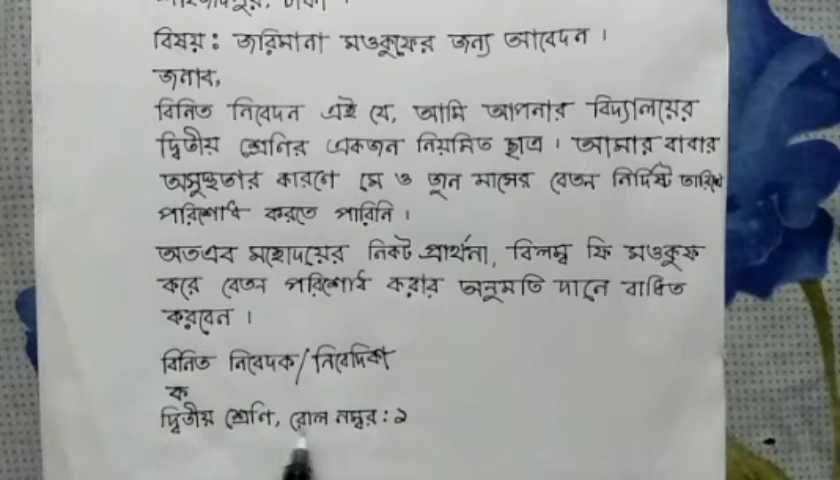 ঢাকা ।
বিষয় : জরিমানা মওকুফের জন্য আবেদন ।
জনাব,
বিনিত নিবেদন এই যে, আমি আপনার বিদ্যালয়ের
দ্বিতীয় শ্রেণির একজন নিয়মিত ছাত্র । আমার বাবার
অসুস্থতার কারণে মে ও জুন মাসের বেতন নির্দিষ্ট তারিখে
পরিশোধ করতে পারিনি ।
অতএব মহোদয়ের নিকট প্রার্থনা, বিলম্ব ফি মওকুফ
করে বেতন পরিশোধ করার অনুমতি দানে বাধিত
করবেন ।
বিনিত নিবেদক/নিবেদিকা
ক
দ্বিতীয় শ্রেণি, রোল নম্বর : ১